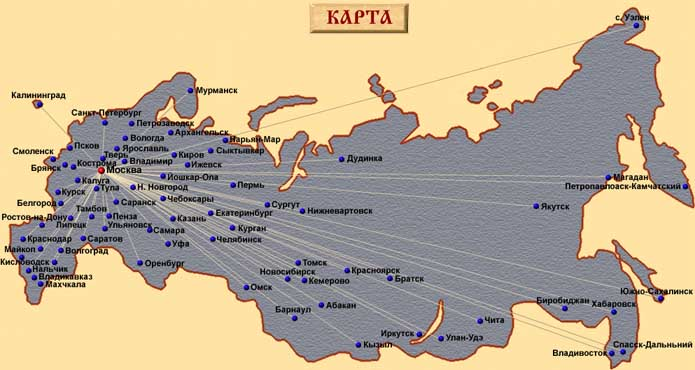 КАРТА
с. Уэлен
Калининград
Мурманск
Санкт-Петербург
Петрозаводск
Архангельск
Нарьян-Мар
Вологда
Псков
Ярославль
Смоленск
Тверь
Киров
Сыктывкар
Дудинка
Брянск
Кострома
Владимир
Ижевск
Москва
Йошкар-Ола
Магадан
Калуга
Тула
Н. Новгород
Пермь
Петропавлоаск-Камчатский
Курск
Саранск
Чебоксары
Белгород
Сургут
Нижневартовск
Якутск
Тамбов
Екатеринбург
Ростов-на-Дону
Пенза
Казань
Липецк
Ульяновск
Самара
Курган
Краснодар
Саратов
Уфа
Челябинск
Майкоп
Волгоград
Кисловодск
Оренбург
Томск
Нальчик
Новосибирск
Красноярск
Владикавказ
Кемерово
Братск
Махчкала
Омск
Южно-Сахалинск
Барнаул
Абакан
Биробиджан
Хабаровск
Чита
Иркутск
Улан-Удэ
Кызыл
Владивосток
Спасск-Дальньний